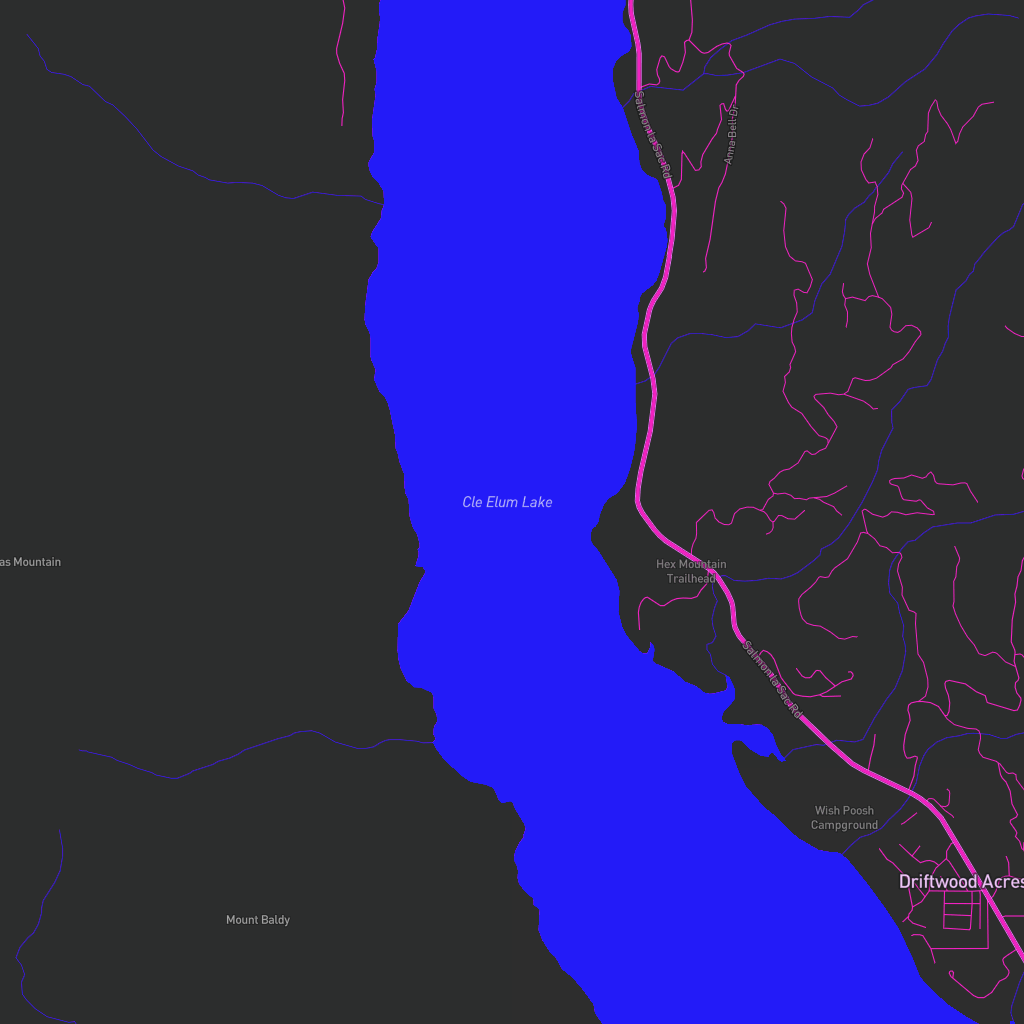 Salmon la Sac Rd
Anna Bell Dr
Cle Elum Lake
as Mountain
Hex Mountain
Trailhead
Salmon la Sac Rd
Wish Poosh
Campground
Driftwood Acres
Mount Baldy